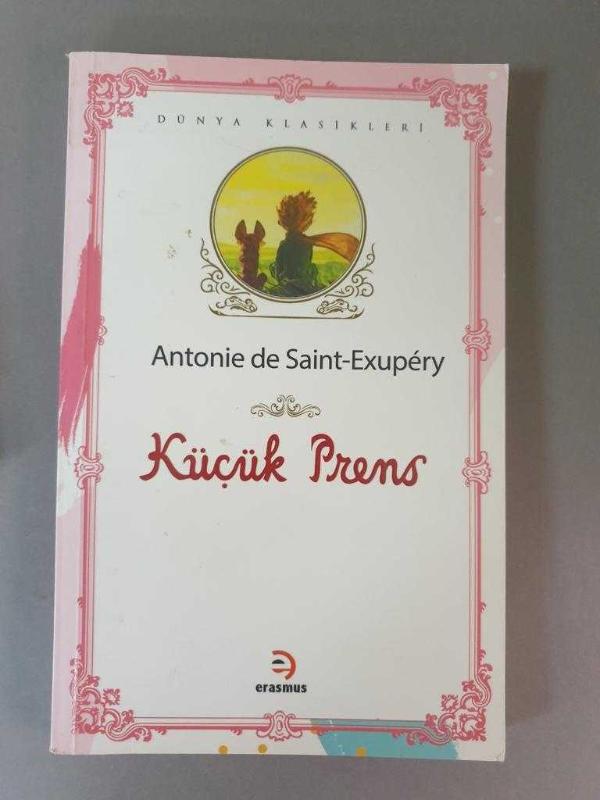 DÜNYA KLASİKLERİ
Antonie de Saint-Exupéry
Küçük Prens
erasmus